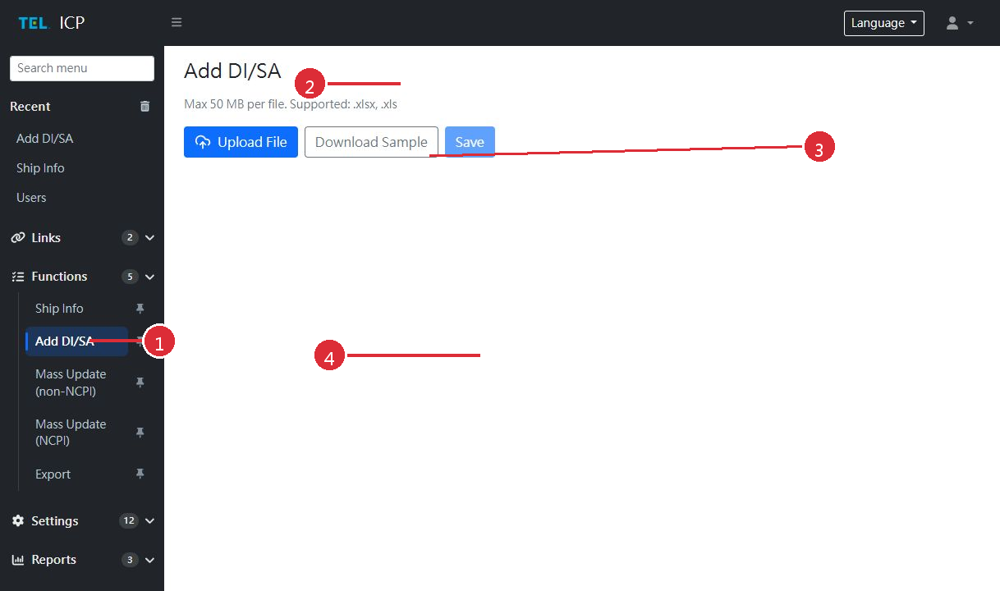 TEL ICP
Language
Search menu
Recent
Add DI/SA
Ship Info
Users
Links 2
Functions 5
Ship Info
Add DI/SA
1
Mass Update
(non-NCPI)
Mass Update
(NCPI)
Export
Settings 12
Reports 3
Add DI/SA
2
Max 50 MB per file. Supported: .xlsx, .xls
Upload File
Download Sample
Save
3
4